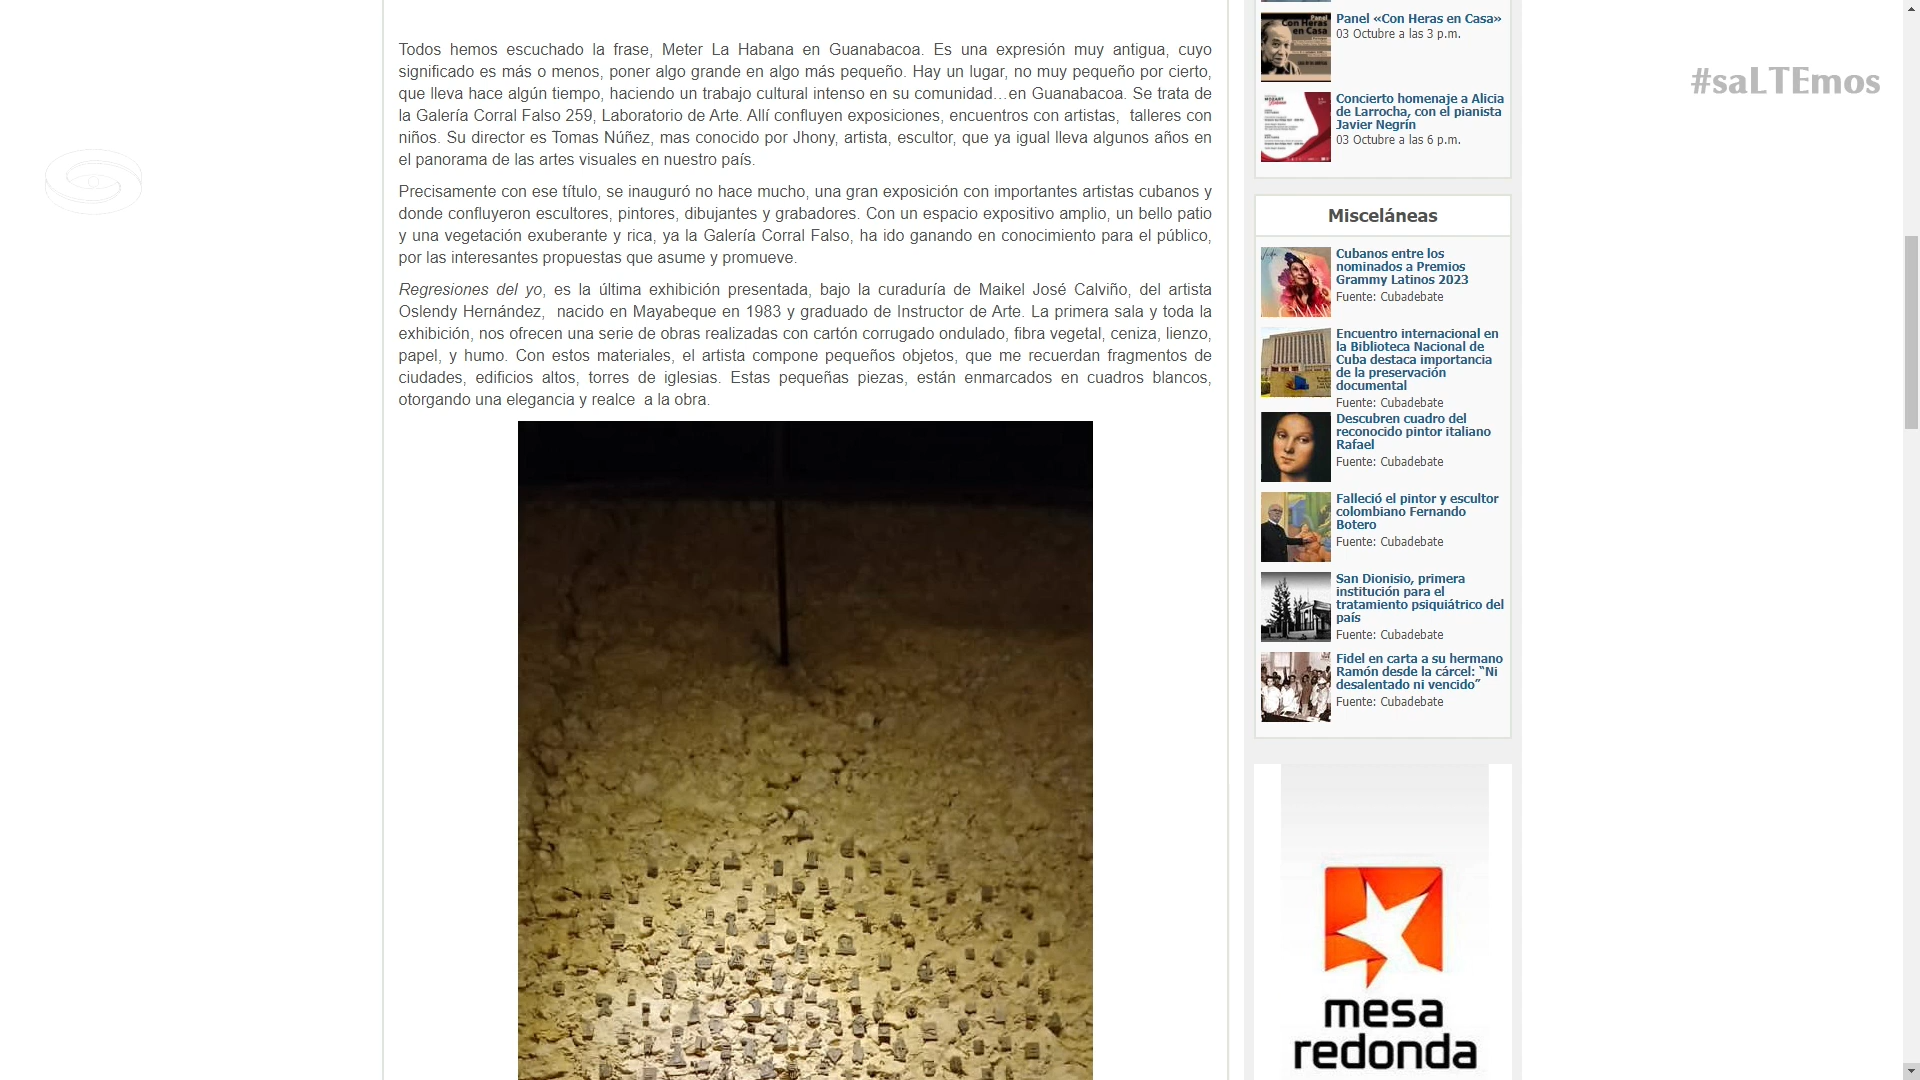 Todos hemos escuchado la frase, Meter La Habana en Guanabacoa. Es una expresión muy antigua, cuyo
significado es más o menos, poner algo grande en algo más pequeño. Hay un lugar, no muy pequeño por cierto,
que lleva hace algún tiempo, haciendo un trabajo cultural intenso en su comunidad…en Guanabacoa. Se trata de
la Galería Corral Falso 259, Laboratorio de Arte. Allí confluyen exposiciones, encuentros con artistas,  talleres con
niños. Su director es Tomas Núñez, mas conocido por Jhony, artista, escultor, que ya igual lleva algunos años en
el panorama de las artes visuales en nuestro país.
Precisamente con ese título, se inauguró no hace mucho, una gran exposición con importantes artistas cubanos y
donde confluyeron escultores, pintores, dibujantes y grabadores. Con un espacio expositivo amplio, un bello patio
y una vegetación exuberante y rica, ya la Galería Corral Falso, ha ido ganando en conocimiento para el público,
por las interesantes propuestas que asume y promueve.
Regresiones del yo, es la última exhibición presentada, bajo la curaduría de Maikel José Calviño, del artista
Oslendy Hernández,  nacido en Mayabeque en 1983 y graduado de Instructor de Arte. La primera sala y toda la
exhibición, nos ofrecen una serie de obras realizadas con cartón corrugado ondulado, fibra vegetal, ceniza, lienzo,
papel, y humo. Con estos materiales, el artista compone pequeños objetos, que me recuerdan fragmentos de
ciudades, edificios altos, torres de iglesias. Estas pequeñas piezas, están enmarcados en cuadros blancos,
otorgando una elegancia y realce  a la obra.
Panel
Con Heras
en Casa
Panel «Con Heras en Casa»
03 Octubre a las 3 p.m.
Concierto homenaje a Alicia
de Larrocha, con el pianista
Javier Negrín
03 Octubre a las 6 p.m.
Misceláneas
Cubanos entre los
nominados a Premios
Grammy Latinos 2023
Fuente: Cubadebate
Encuentro internacional en
la Biblioteca Nacional de
Cuba destaca importancia
de la preservación
documental
Fuente: Cubadebate
Descubren cuadro del
reconocido pintor italiano
Rafael
Fuente: Cubadebate
Falleció el pintor y escultor
colombiano Fernando
Botero
Fuente: Cubadebate
San Dionisio, primera
institución para el
tratamiento psiquiátrico del
país
Fuente: Cubadebate
Fidel en carta a su hermano
Ramón desde la cárcel: “Ni
desalentado ni vencido”
Fuente: Cubadebate
mesa
redonda
#saLTEmos